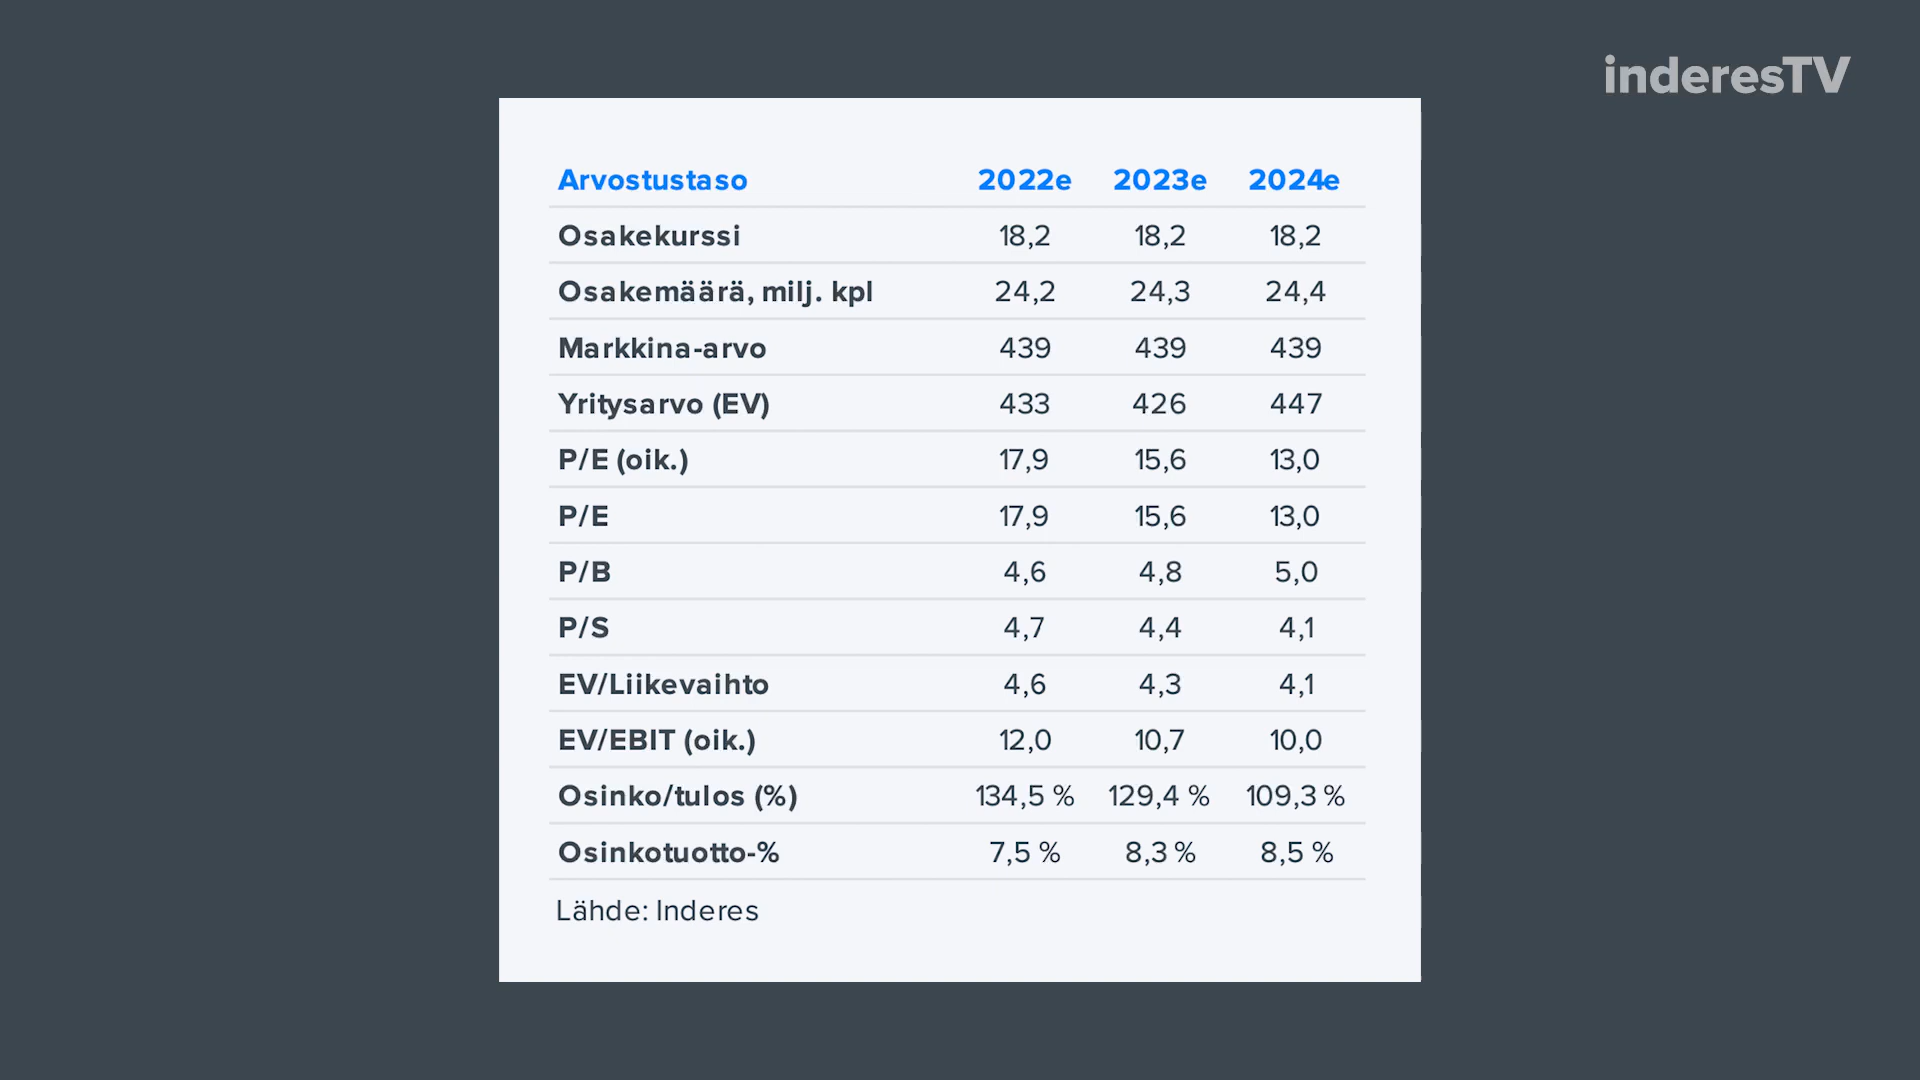 inderesTV
Arvostustaso 2022e 2023e 2024e
Osakekurssi 18,2 18,2 18,2
Osakemäärä, milj. kpl 24,2 24,3 24,4
Markkina-arvo 439 439 439
Yritysarvo (EV) 433 426 447
P/E (oik.) 17,9 15,6 13,0
P/E 17,9 15,6 13,0
P/B 4,6 4,8 5,0
P/S 4,7 4,4 4,1
EV/Liikevaihto 4,6 4,3 4,1
EV/EBIT (oik.) 12,0 10,7 10,0
Osinko/tulos (%) 134,5 % 129,4 % 109,3 %
Osinkotuotto-% 7,5 % 8,3 % 8,5 %
Lähde: Inderes